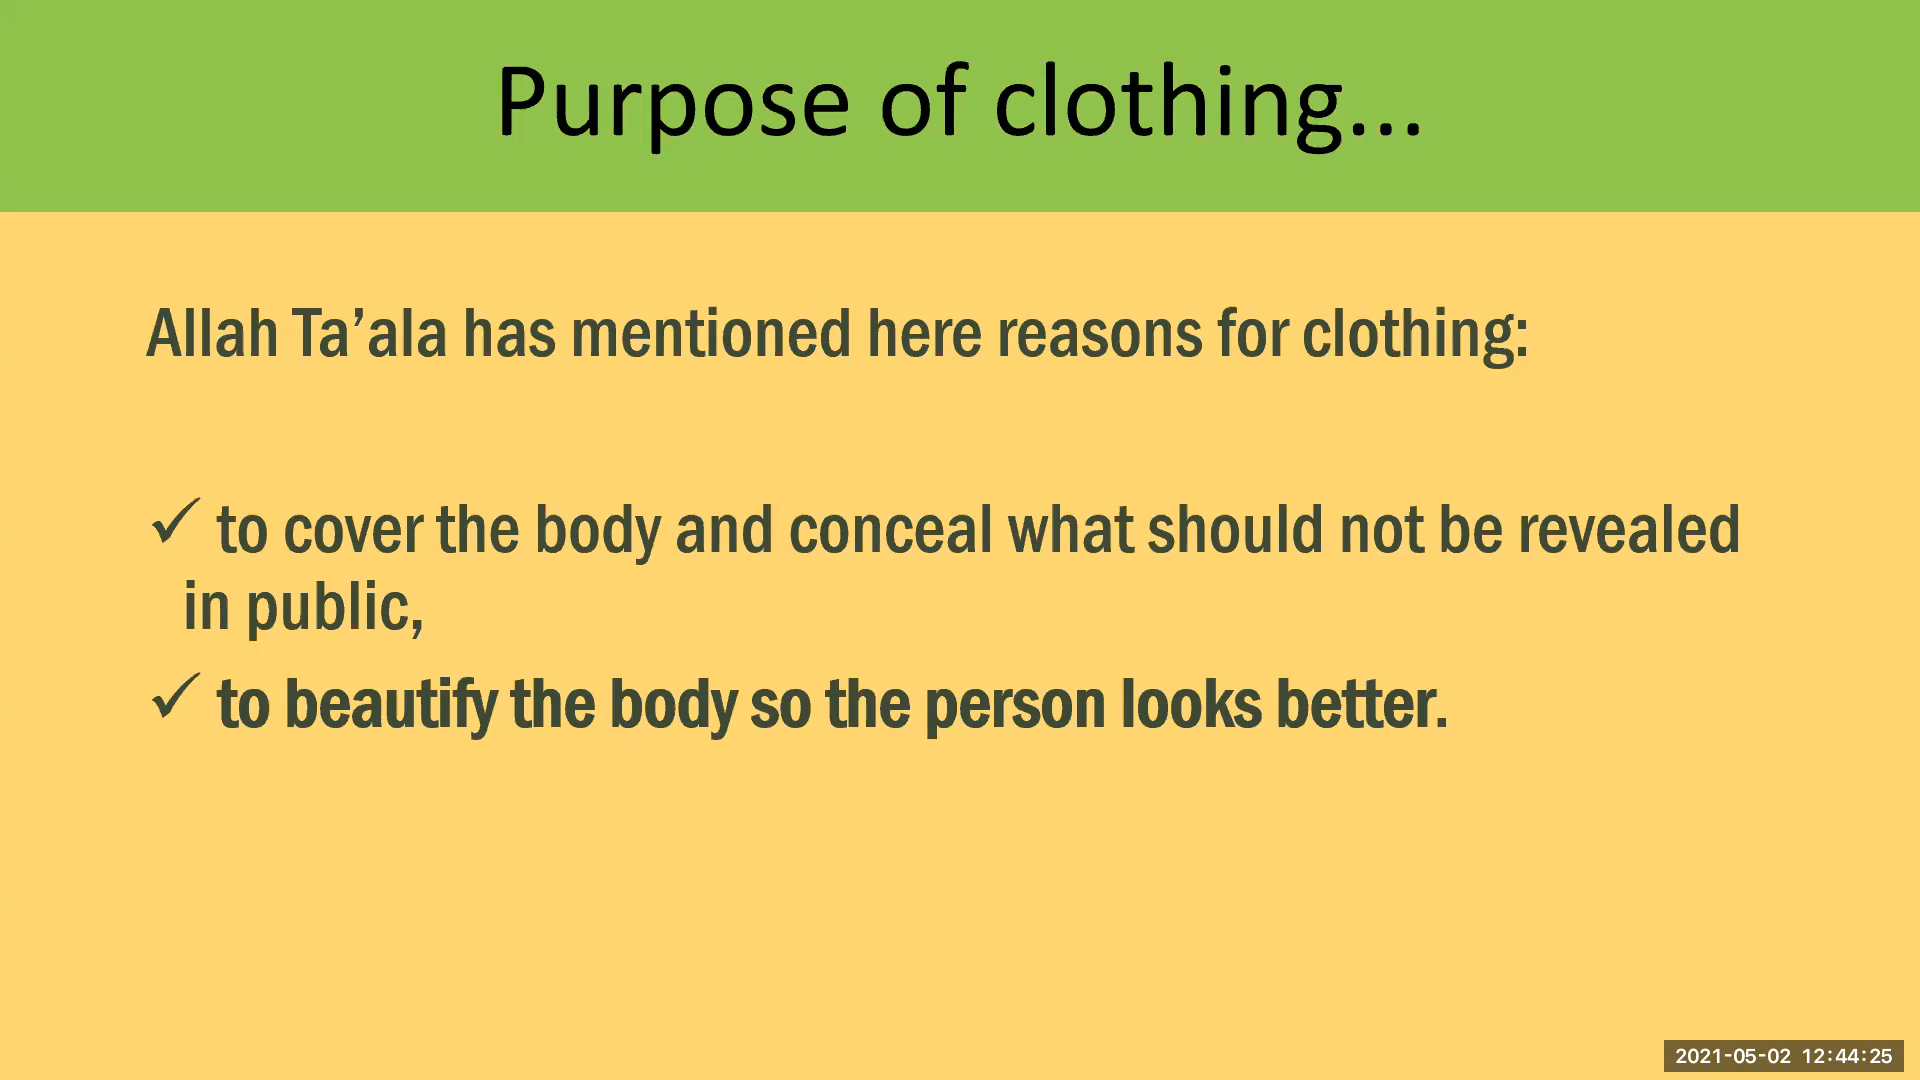 Purpose of clothing...
Allah Ta’ala has mentioned here reasons for clothing:
✓ to cover the body and conceal what should not be revealed
in public,
✓ to beautify the body so the person looks better.
2021-05-02 12:44:25